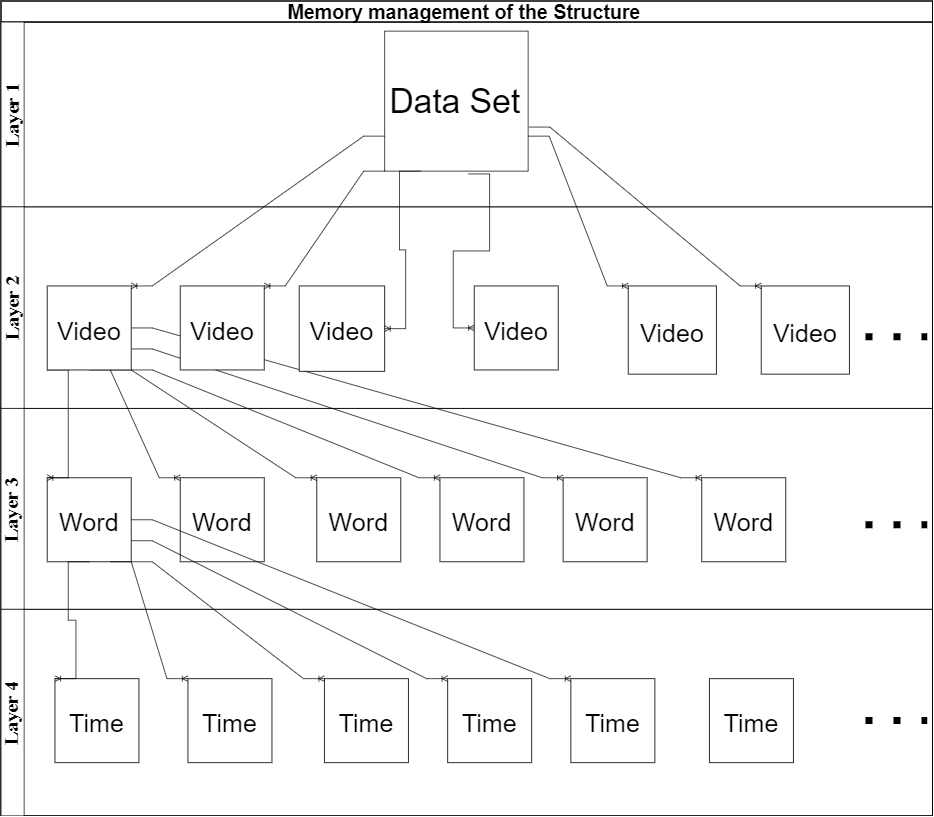 Memory management of the Structure
Layer 1
Data Set
Layer 2
Video
Video
Video
Video
Video
Video
. . .
Layer 3
Word
Word
Word
Word
Word
Word
. . .
Layer 4
Time
Time
Time
Time
Time
Time
. . .